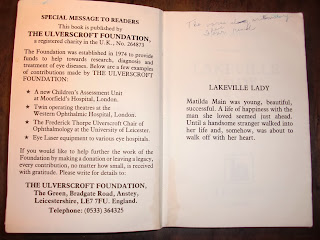 SPECIAL MESSAGE TO READERS
This book is published by
THE ULVERSCROFT FOUNDATION,
a registered charity in the U.K., No. 264873
The Foundation was established in 1974 to provide
funds to help towards research, diagnosis and
treatment of eye diseases. Below are a few examples
of contributions made by THE ULVERSCROFT
FOUNDATION:
★ A new Children's Assessment Unit
at Moorfield's Hospital, London.
★ Twin operating theatres at the
Western Ophthalmic Hospital, London.
★ The Frederick Thorpe Ulverscroft Chair of
Ophthalmology at the University of Leicester.
★ Eye Laser equipment to various eye hospitals.
If you would like to help further the work of the
Foundation by making a donation or leaving a legacy,
every contribution, no matter how small, is received
with gratitude. Please write for details to:
THE ULVERSCROFT FOUNDATION,
The Green, Bradgate Road, Anstey,
Leicestershire, LE7 7FU. England.
Telephone: (0533) 364325
LAKEVILLE LADY
Matilda Main was young, beautiful,
successful. A life of happiness with the
man she loved seemed just ahead.
Until a handsome stranger walked into
her life and, somehow, was about to
walk off with her heart.